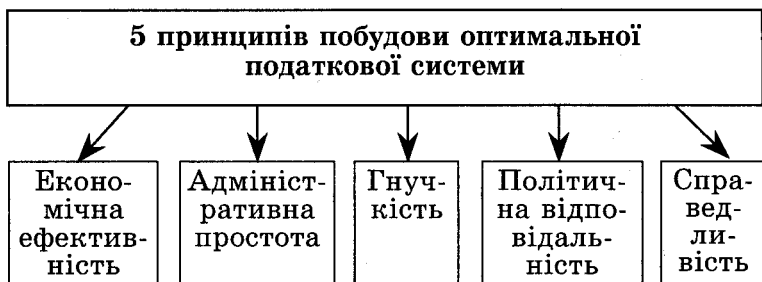 5 принципів побудови оптимальної
податкової системи
Еконо-
мічна
ефектив-
ність
Адмініст-
ративна
простота
Гнуч-
кість
Політич-
на відпо-
відаль-
ність
Спра-
вед-
ли-
вість